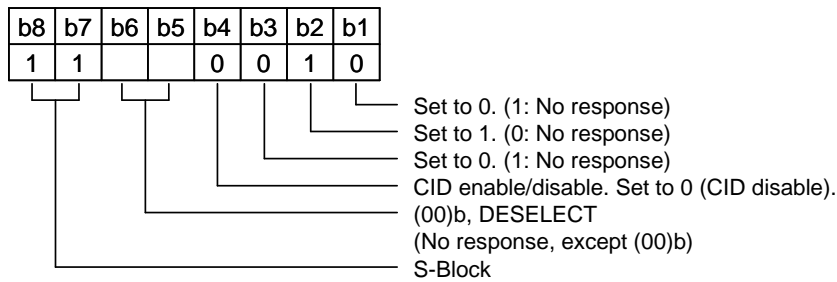 b8 b7 b6 b5 b4 b3 b2 b1
1 1 0 0 1 0
Set to 0. (1: No response)
Set to 1. (0: No response)
Set to 0. (1: No response)
CID enable/disable. Set to 0 (CID disable).
(00)b, DESELECT
(No response, except (00)b)
S-Block